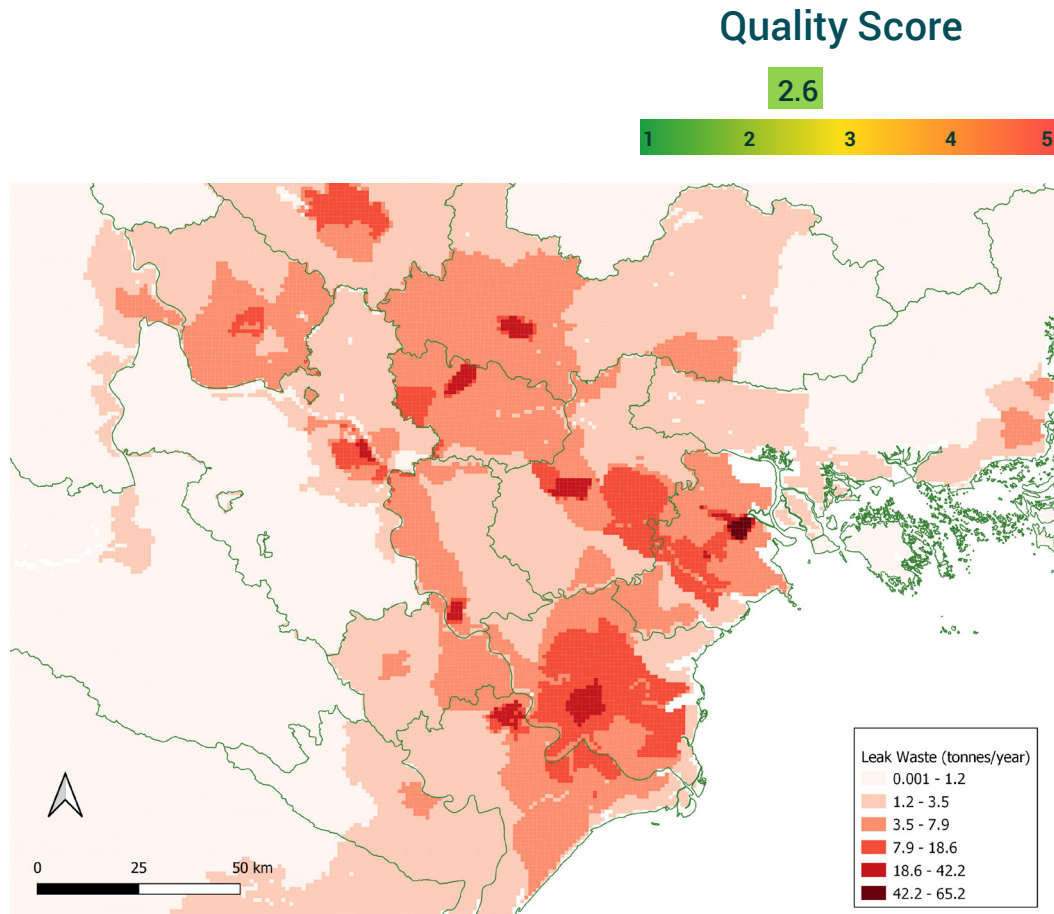 Quality Score
2.6
1 2 3 4 5
Leak Waste (tonnes/year)
0.001 - 1.2
1.2 - 3.5
3.5 - 7.9
7.9 - 18.6
18.6 - 42.2
42.2 - 65.2
0 25 50 km